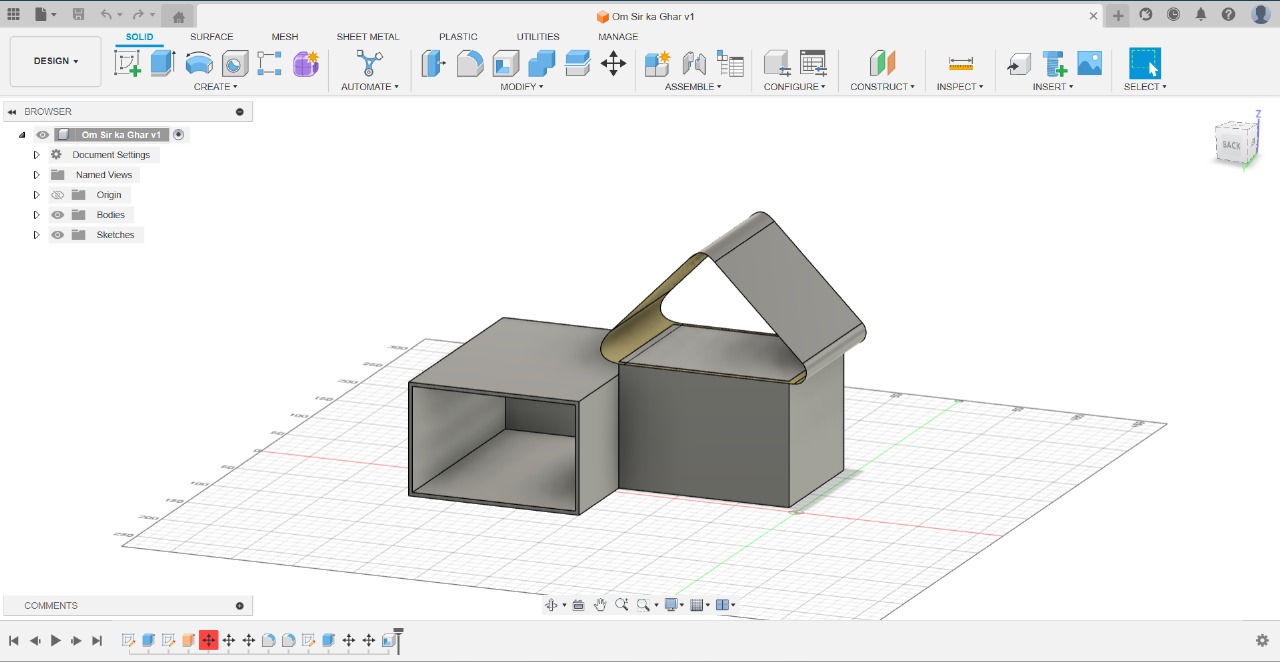 Om Sir ka Ghar v1
SOLID SURFACE MESH SHEET METAL PLASTIC UTILITIES MANAGE
DESIGN
CREATE AUTOMATE MODIFY ASSEMBLE CONFIGURE CONSTRUCT INSPECT INSERT SELECT
BROWSER
Om Sir ka Ghar v1
Document Settings
Named Views
Origin
Bodies
Sketches
Z
BACK
COMMENTS